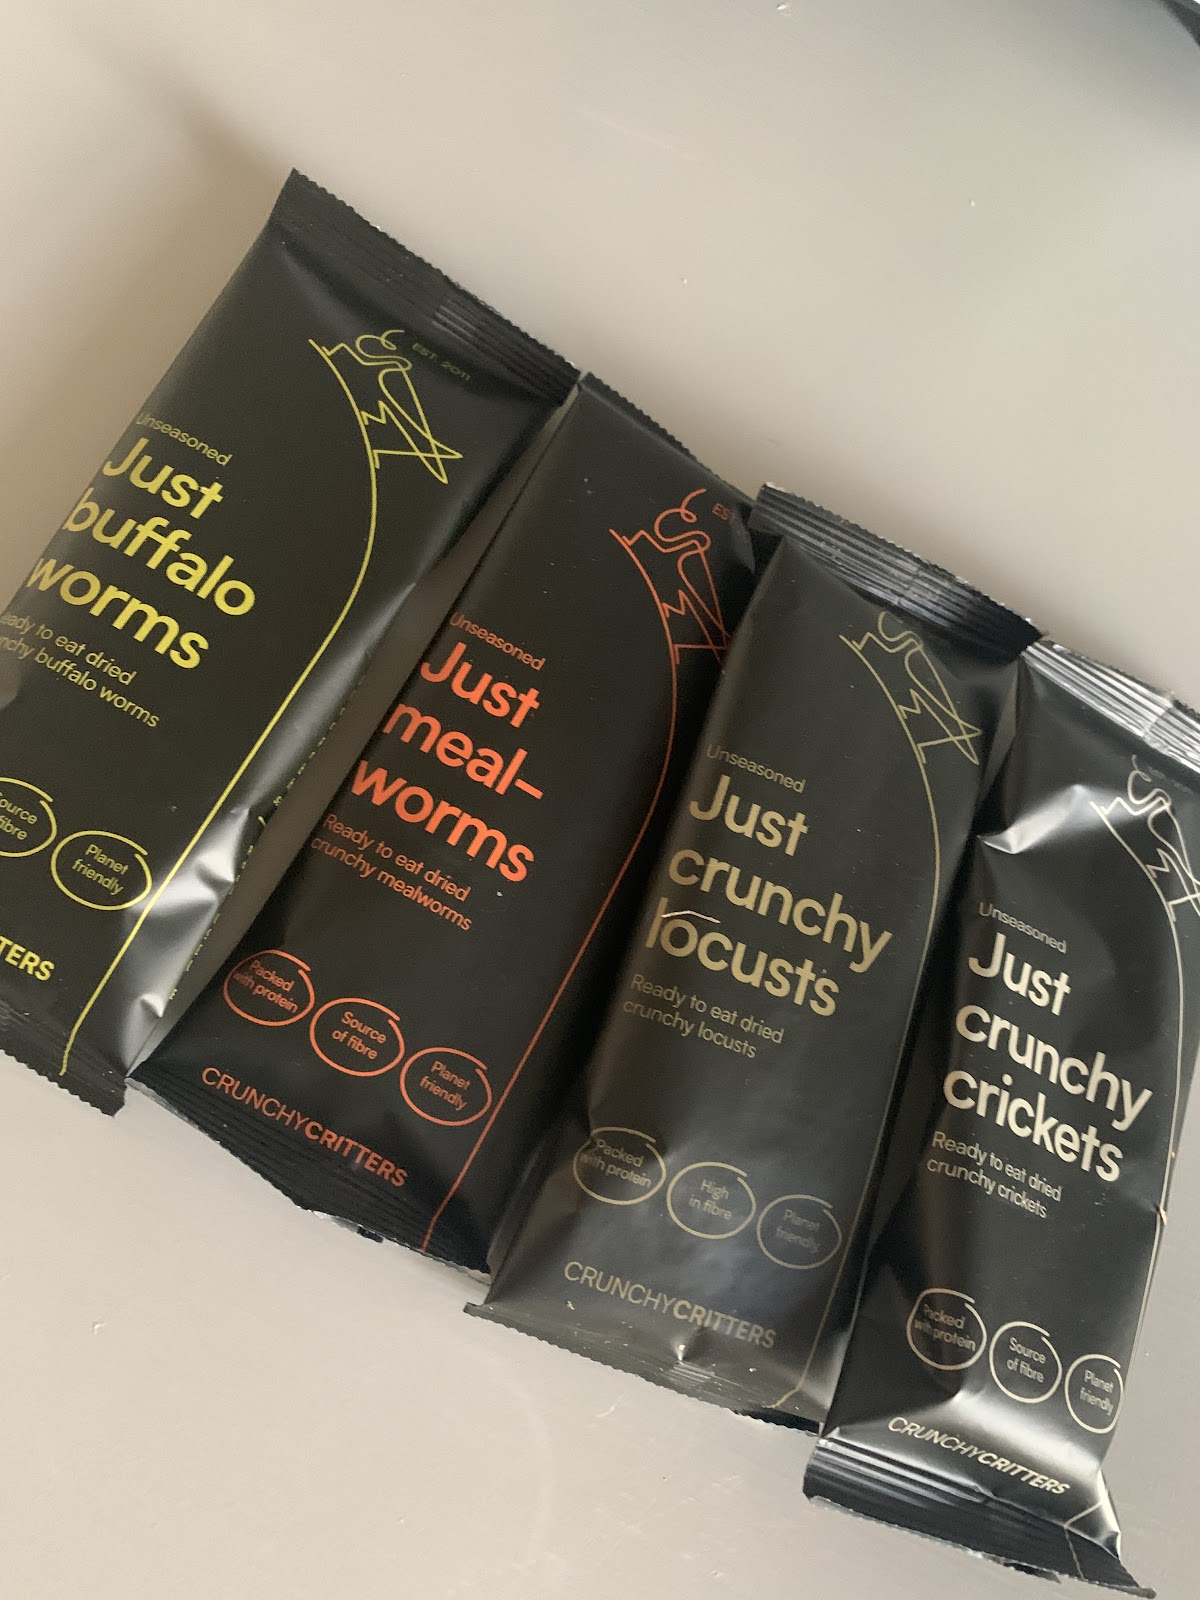 EST. 2011
Unseasoned
Just
buffalo
worms
eady to eat dried
nchy buffalo worms
Source
fibre
Planet
friendly
TTERS
EST
Unseasoned
Just
meal-
worms
Ready to eat dried
crunchy mealworms
Packed
with protein
Source
of fibre
Planet
friendly
CRUNCHYCRITTERS
Unseasoned
Just
crunchy
locusts
Ready to eat dried
crunchy locusts
Packed
with protein
High
in fibre
Planet
friendly
CRUNCHYCRITTERS
Unseasoned
Just
crunchy
crickets
Ready to eat dried
crunchy crickets
Packed
with protein
Source
of fibre
Planet
friendly
CRUNCHYCRITTERS